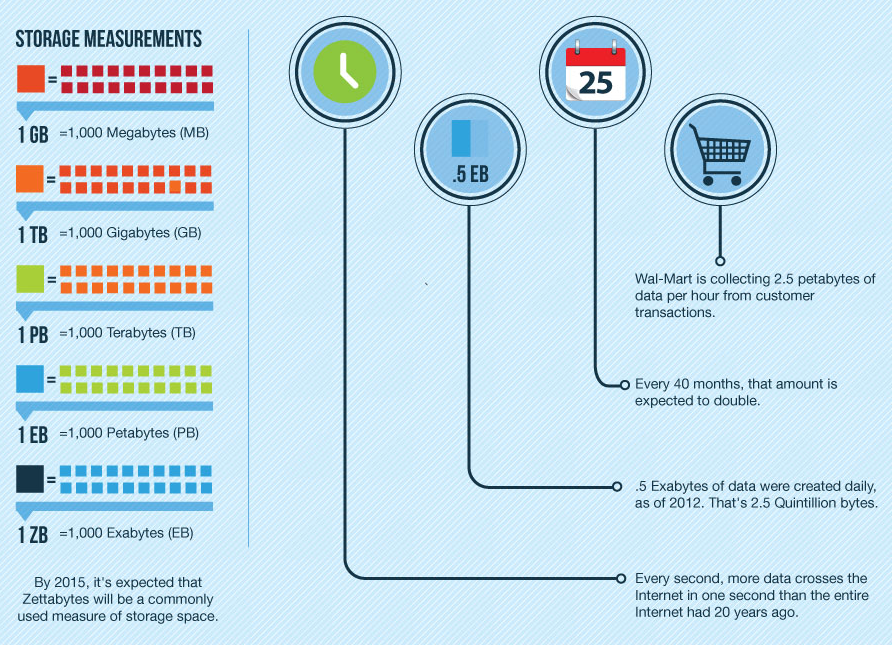 STORAGE MEASUREMENTS
=
1 GB =1,000 Megabytes (MB)
=
1 TB =1,000 Gigabytes (GB)
=
1 PB =1,000 Terabytes (TB)
=
1 EB =1,000 Petabytes (PB)
=
1 ZB =1,000 Exabytes (EB)
By 2015, it's expected that
Zettabytes will be a commonly
used measure of storage space.
25
.5 EB
Wal-Mart is collecting 2.5 petabytes of
data per hour from customer
transactions.
Every 40 months, that amount is
expected to double.
.5 Exabytes of data were created daily,
as of 2012. That's 2.5 Quintillion bytes.
Every second, more data crosses the
Internet in one second than the entire
Internet had 20 years ago.